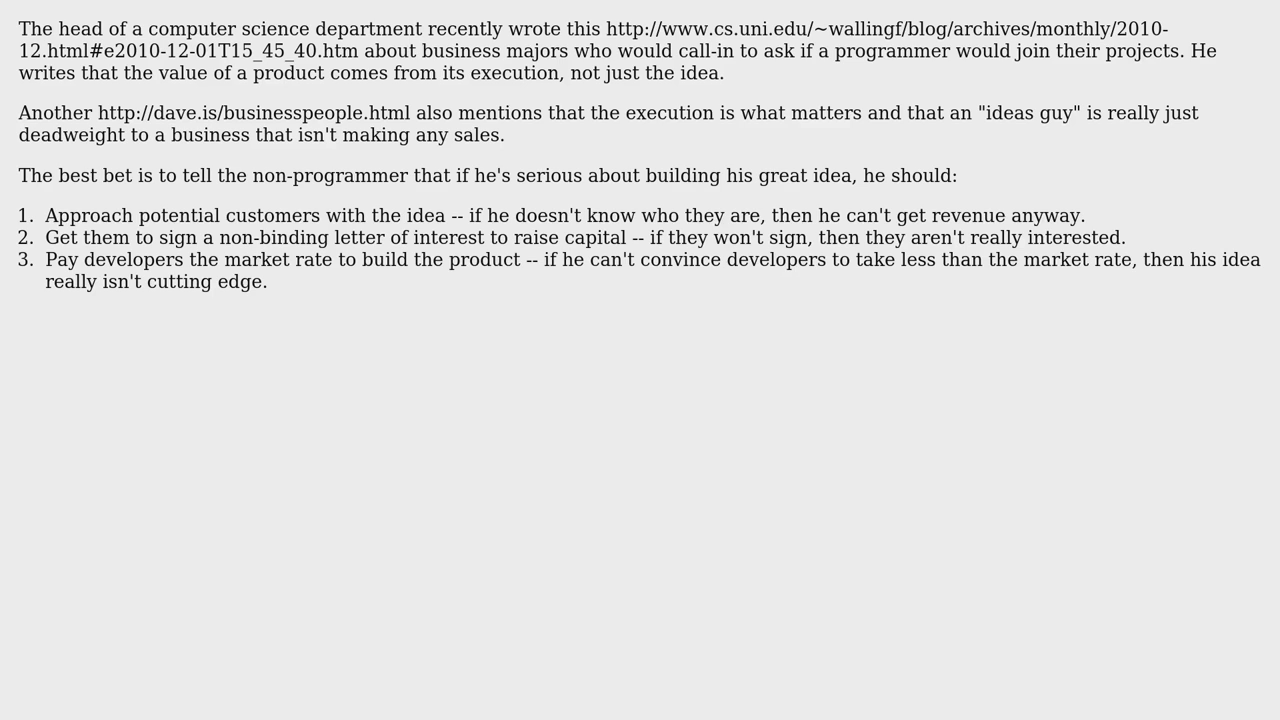 The head of a computer science department recently wrote this http://www.cs.uni.edu/~wallingf/blog/archives/monthly/2010-
12.html#e2010-12-01T15_45_40.htm about business majors who would call-in to ask if a programmer would join their projects. He
writes that the value of a product comes from its execution, not just the idea.
Another http://dave.is/businesspeople.html also mentions that the execution is what matters and that an "ideas guy" is really just
deadweight to a business that isn't making any sales.
The best bet is to tell the non-programmer that if he's serious about building his great idea, he should:
1. Approach potential customers with the idea -- if he doesn't know who they are, then he can't get revenue anyway.
2. Get them to sign a non-binding letter of interest to raise capital -- if they won't sign, then they aren't really interested.
3. Pay developers the market rate to build the product -- if he can't convince developers to take less than the market rate, then his idea
really isn't cutting edge.